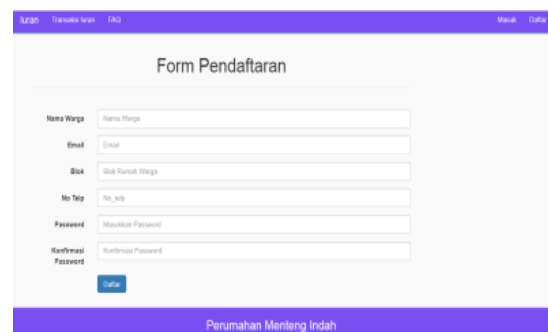 Iuran Transaksi Iuran FAQ Masuk Daftar
Form Pendaftaran
Nama Warga Nama Warga
Email Email
Blok Blok Rumah Warga
No Telp No_telp
Password Masukkan Password
Konfirmasi Password Konfirmasi Password
Daftar
Perumahan Menteng Indah